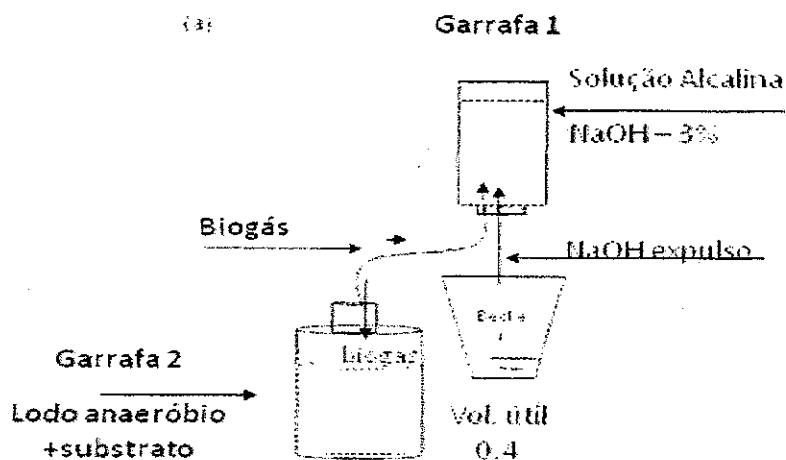 (a)
Garrafa 1
Solução Alcalina
NaOH – 3%
Biogás
NaOH expulso
biogás
Garrafa 2
Lodo anaeróbio
+substrato
Vol. útil
0.4